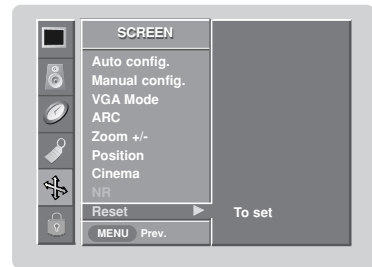 SCREEN
Auto config.
Manual config.
VGA Mode
ARC
Zoom +/-
Position
Cinema
NR
Reset ▶ To set
MENU Prev.